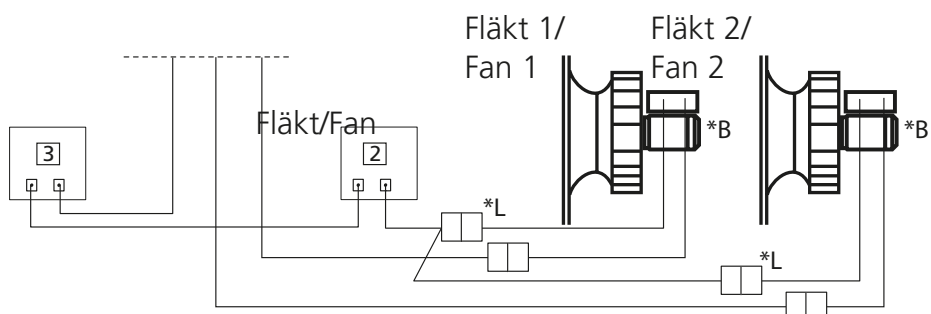 Fläkt 1/
Fan 1
Fläkt 2/
Fan 2
Fläkt/Fan
*B
*B
3
2
*L
*L